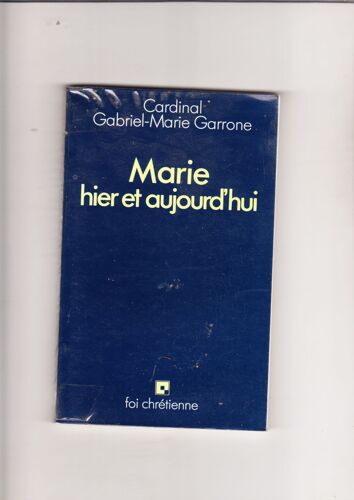 Cardinal
Gabriel-Marie Garrone
Marie
hier et aujourd'hui
foi chrétienne